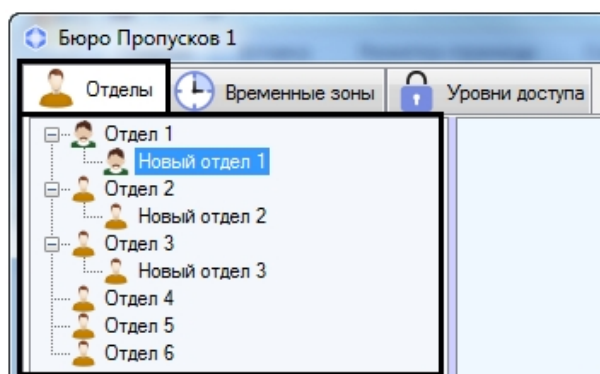 Бюро Пропусков 1
Отделы Временные зоны Уровни доступа
Отдел 1
Новый отдел 1
Отдел 2
Новый отдел 2
Отдел 3
Новый отдел 3
Отдел 4
Отдел 5
Отдел 6